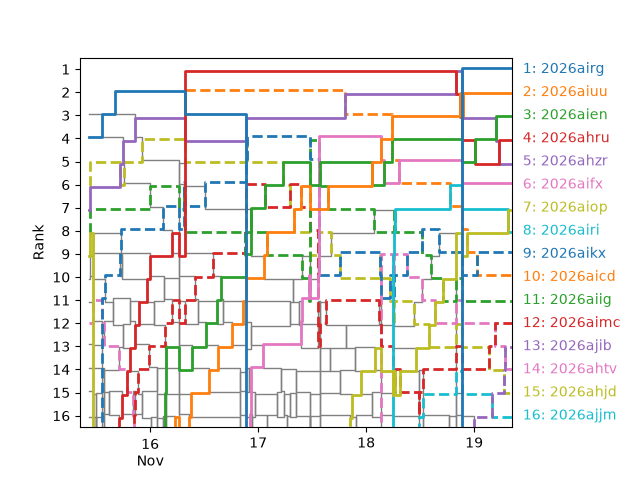 1
2
3
4
5
6
7
8
9
10
11
12
13
14
15
16
Rank
16
17
18
19
Nov
1: 2026airg
2: 2026aiuu
3: 2026aien
4: 2026ahru
5: 2026ahzr
6: 2026aifx
7: 2026aiop
8: 2026airi
9: 2026aikx
10: 2026aicd
11: 2026aiig
12: 2026aimc
13: 2026ajib
14: 2026ahtv
15: 2026ahjd
16: 2026ajjm